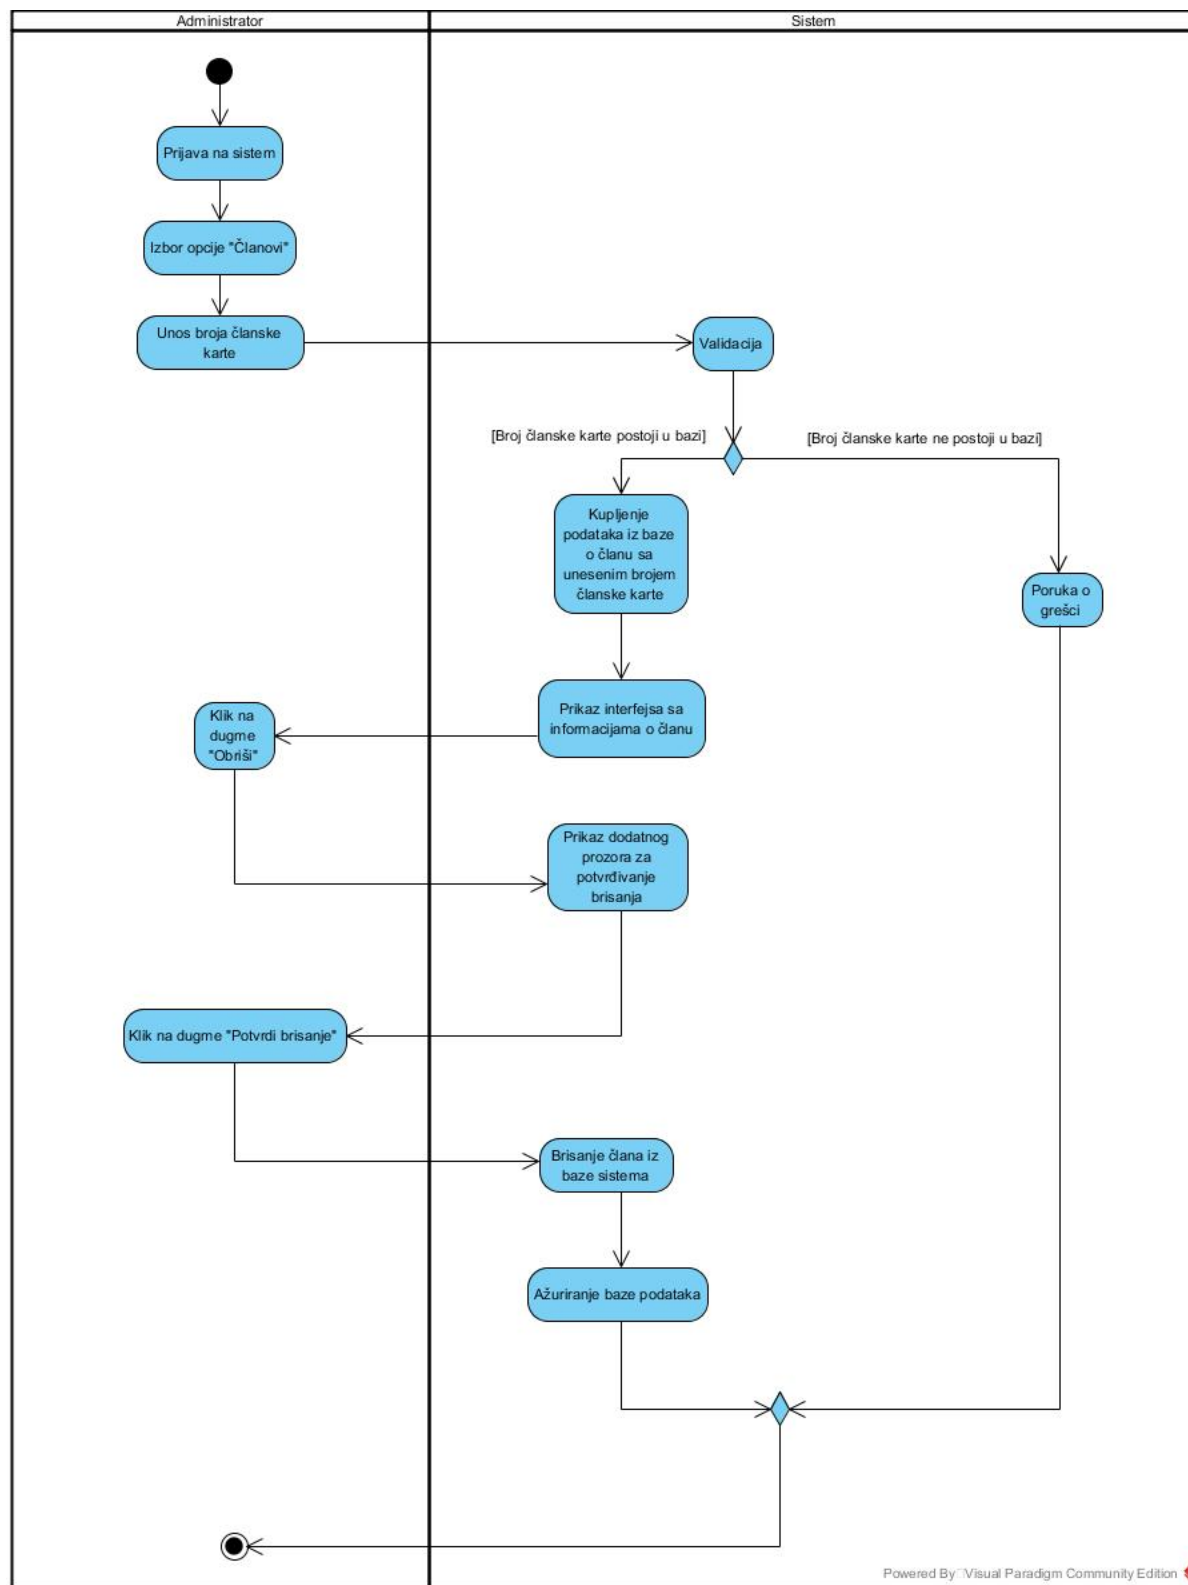 Administrator
Sistem
Prijava na sistem
Izbor opcije "Članovi"
Unos broja članske
karte
Validacija
[Broj članske karte postoji u bazi]
[Broj članske karte ne postoji u bazi]
Kupljenje
podataka iz baze
o članu sa
unesenim brojem
članske karte
Poruka o
grešci
Prikaz interfejsa sa
informacijama o članu
Klik na
dugme
"Obriši"
Prikaz dodatnog
prozora za
potvrđivanje
brisanja
Klik na dugme "Potvrdi brisanje"
Brisanje člana iz
baze sistema
Ažuriranje baze podataka
Powered By Visual Paradigm Community Edition